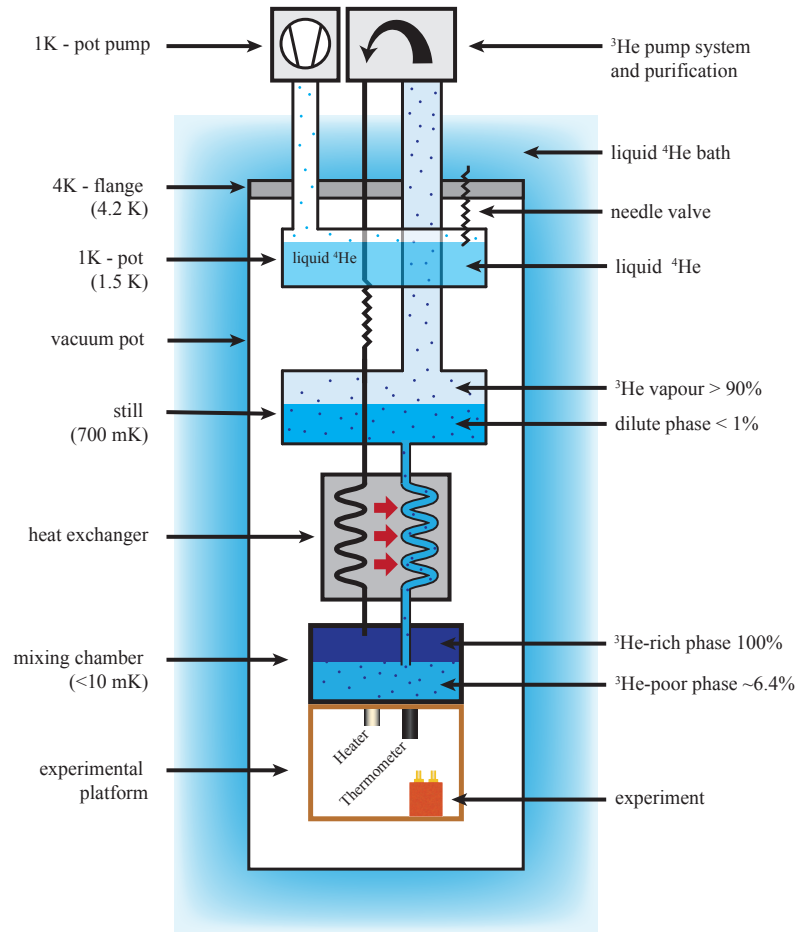 1K - pot pump
³He pump system
and purification
liquid ⁴He bath
4K - flange
(4.2 K)
needle valve
1K - pot
(1.5 K)
liquid ⁴He
liquid ⁴He
vacuum pot
³He vapour > 90%
still
(700 mK)
dilute phase < 1%
heat exchanger
³He-rich phase 100%
mixing chamber
(<10 mK)
³He-poor phase ~6.4%
Heater
Thermometer
experimental
platform
experiment